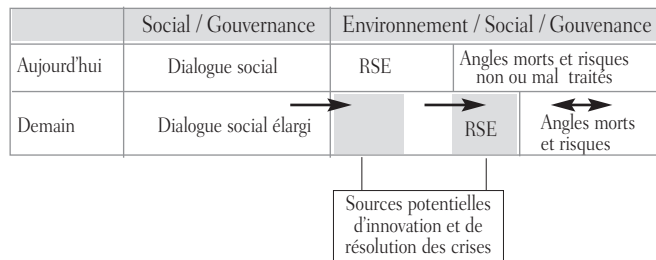 Social / Gouvernance Environnement / Social / Gouvenance
Aujourd'hui Dialogue social RSE Angles morts et risques
non ou mal traités
Demain Dialogue social élargi RSE Angles morts
et risques
Sources potentielles
d'innovation et de
résolution des crises